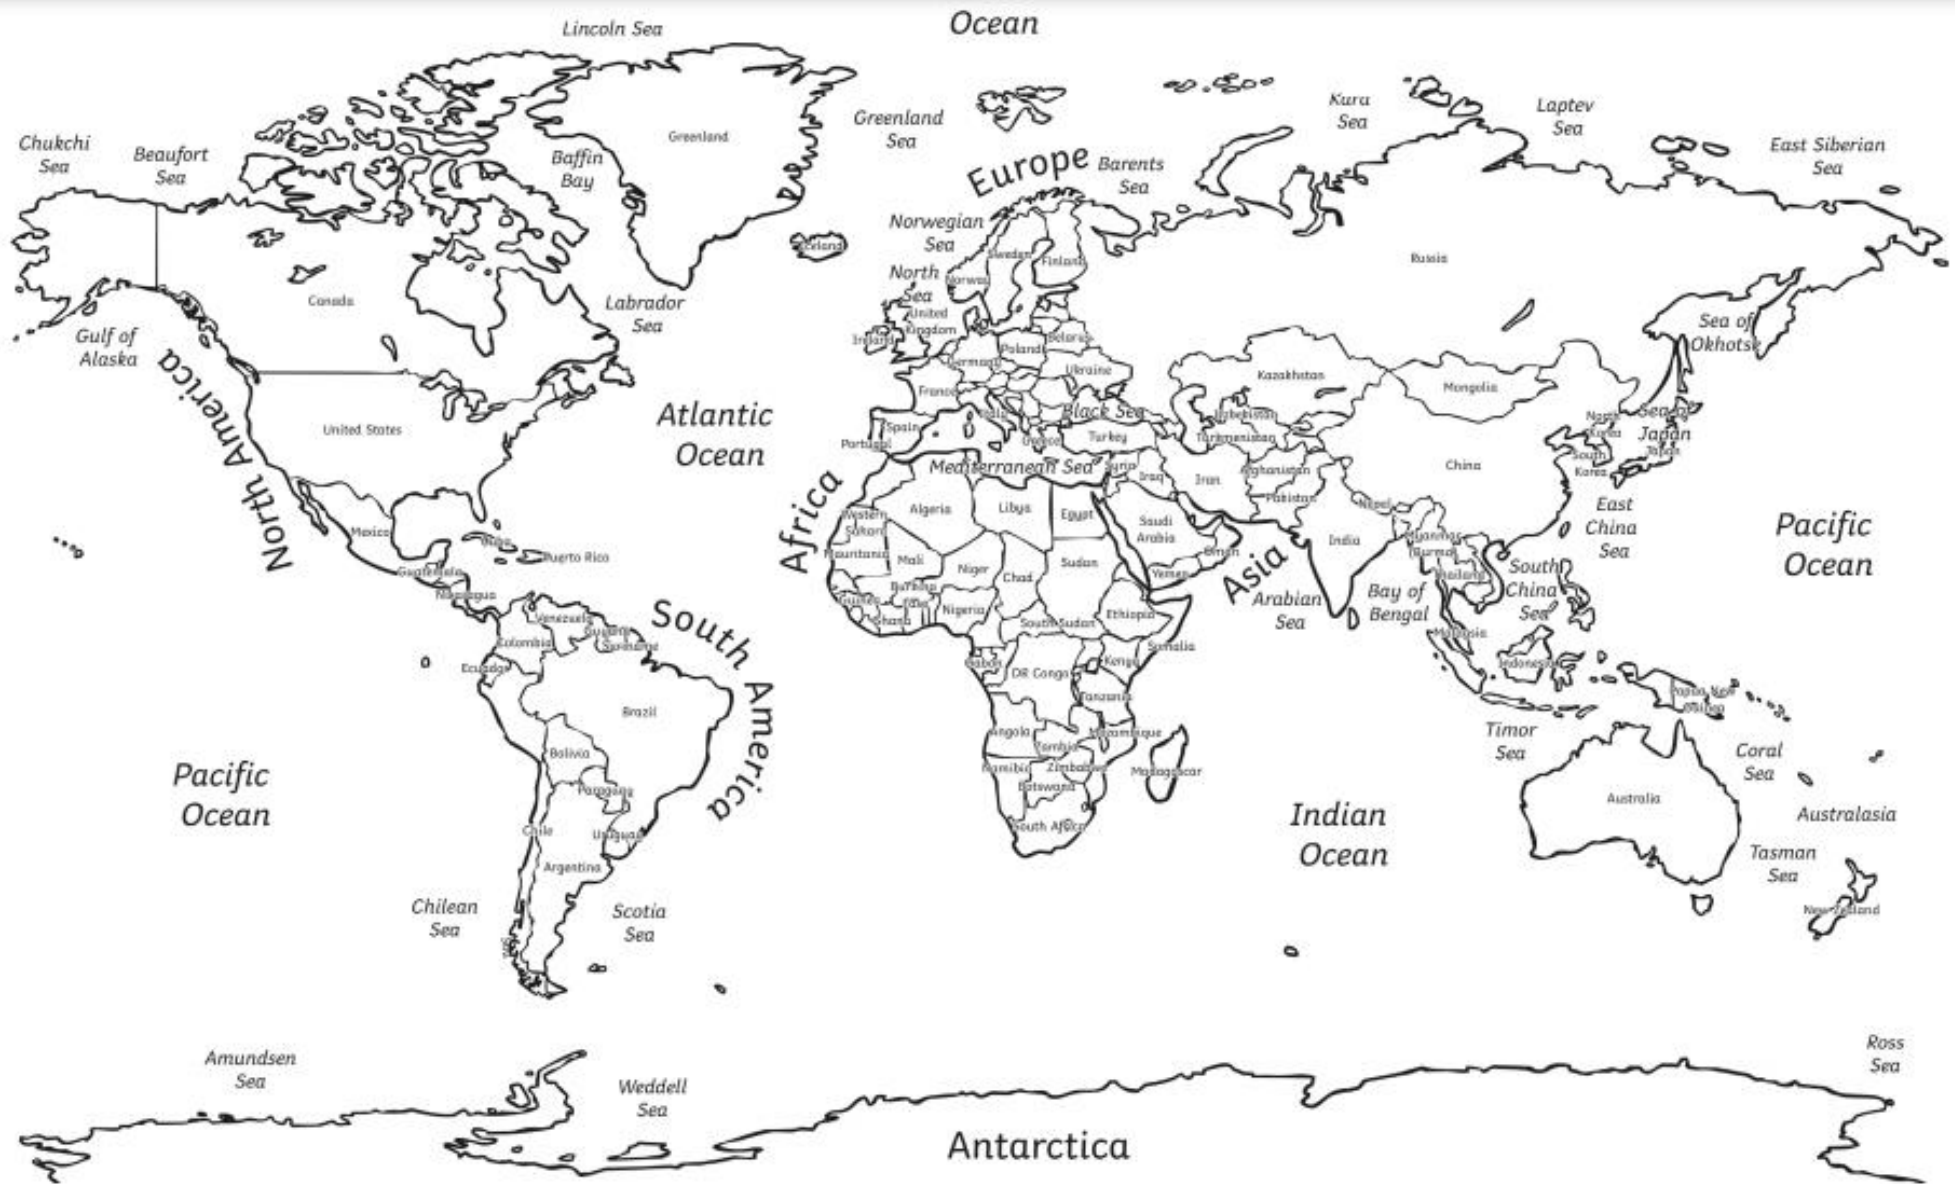 Ocean
Lincoln Sea
Chukchi
Sea
Beaufort
Sea
Baffin
Bay
Greenland
Greenland
Sea
Kara
Sea
Laptev
Sea
East Siberian
Sea
Europe
Barents
Sea
Norwegian
Sea
Iceland
Sweden
Finland
Norway
Russia
North
Sea
Canada
Labrador
Sea
Gulf of
Alaska
United
Kingdom
Ireland
Sea of
Okhotsk
Poland
Belarus
Germany
Ukraine
France
Kazakhstan
Mongolia
North America
United States
Atlantic
Ocean
Italy
Black Sea
Uzbekistan
Spain
Portugal
Greece
Turkey
Turkmenistan
North
Korea
Sea of
Japan
Japan
South
Korea
China
Mediterranean Sea
Syria
Iraq
Iran
Afghanistan
Pakistan
Nepal
Africa
Algeria
Libya
Egypt
Western
Sahara
Saudi
Arabia
East
China
Sea
Pacific
Ocean
Mexico
Cuba
Puerto Rico
Guatemala
Nicaragua
Mauritania
Mali
Niger
Chad
Sudan
Oman
Yemen
Asia
India
Myanmar
(Burma)
Thailand
South
China
Sea
Bay of
Bengal
Arabian
Sea
Burkina
Guinea
Ghana
Nigeria
South Sudan
Ethiopia
Somalia
South America
Venezuela
Guyana
Suriname
Colombia
Ecuador
Malaysia
Indonesia
Gabon
DR Congo
Kenya
Tanzania
Papua New
Guinea
Brazil
Bolivia
Angola
Zambia
Mozambique
Timor
Sea
Coral
Sea
Pacific
Ocean
Paraguay
Namibia
Zimbabwe
Botswana
Madagascar
Australia
Australasia
Indian
Ocean
Chile
Uruguay
South Africa
Argentina
Tasman
Sea
New Zealand
Chilean
Sea
Scotia
Sea
Amundsen
Sea
Weddell
Sea
Ross
Sea
Antarctica